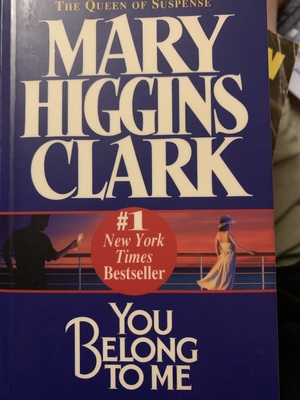 THE QUEEN OF SUSPENSE
MARY
HIGGINS
CLARK
#1
New York
Times
Bestseller
YOU
BELONG
TO ME